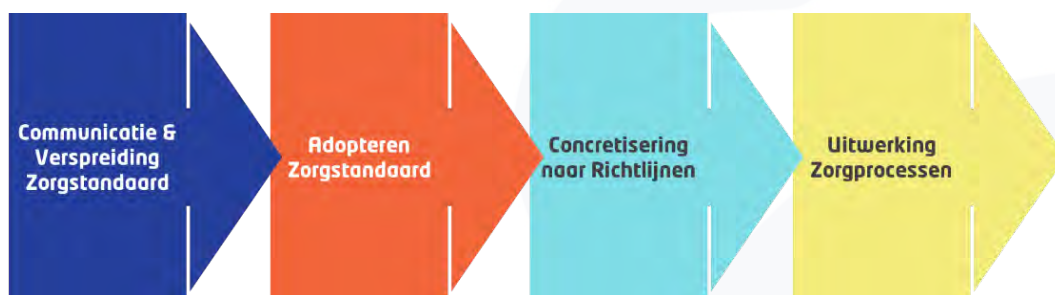 Communicatie &
Verspreiding
Zorgstandaard
Adopteren
Zorgstandaard
Concretisering
naar Richtlijnen
Uitwerking
Zorgprocessen